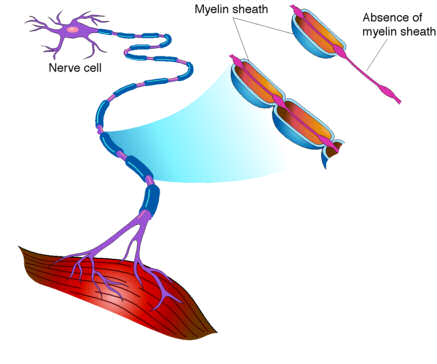 Myelin sheath
Absence of
myelin sheath
Nerve cell